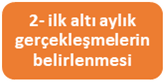 2- ilk altı aylık
gerçekleşmelerin
belirlenmesi